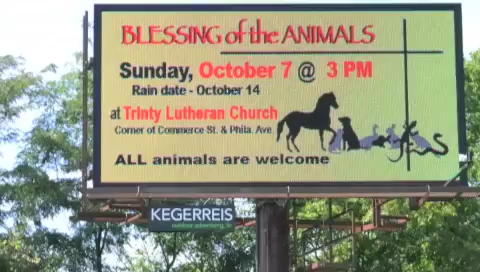 BLESSING of the ANIMALS
Sunday, October 7 @ 3 PM
Rain date - October 14
at Trinty Lutheran Church
Corner of Commerce St. & Phila. Ave
ALL animals are welcome
KEGERREIS
outdoor advertising, llc